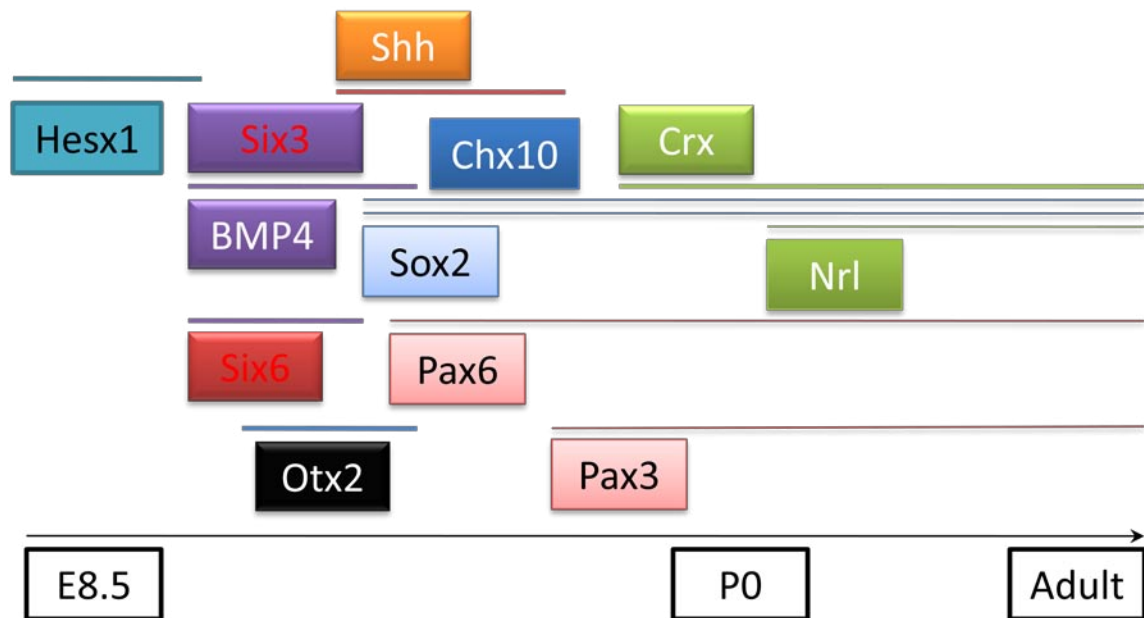 Shh
Hesx1
Six3
Chx10
Crx
BMP4
Sox2
Nrl
Six6
Pax6
Otx2
Pax3
E8.5
P0
Adult